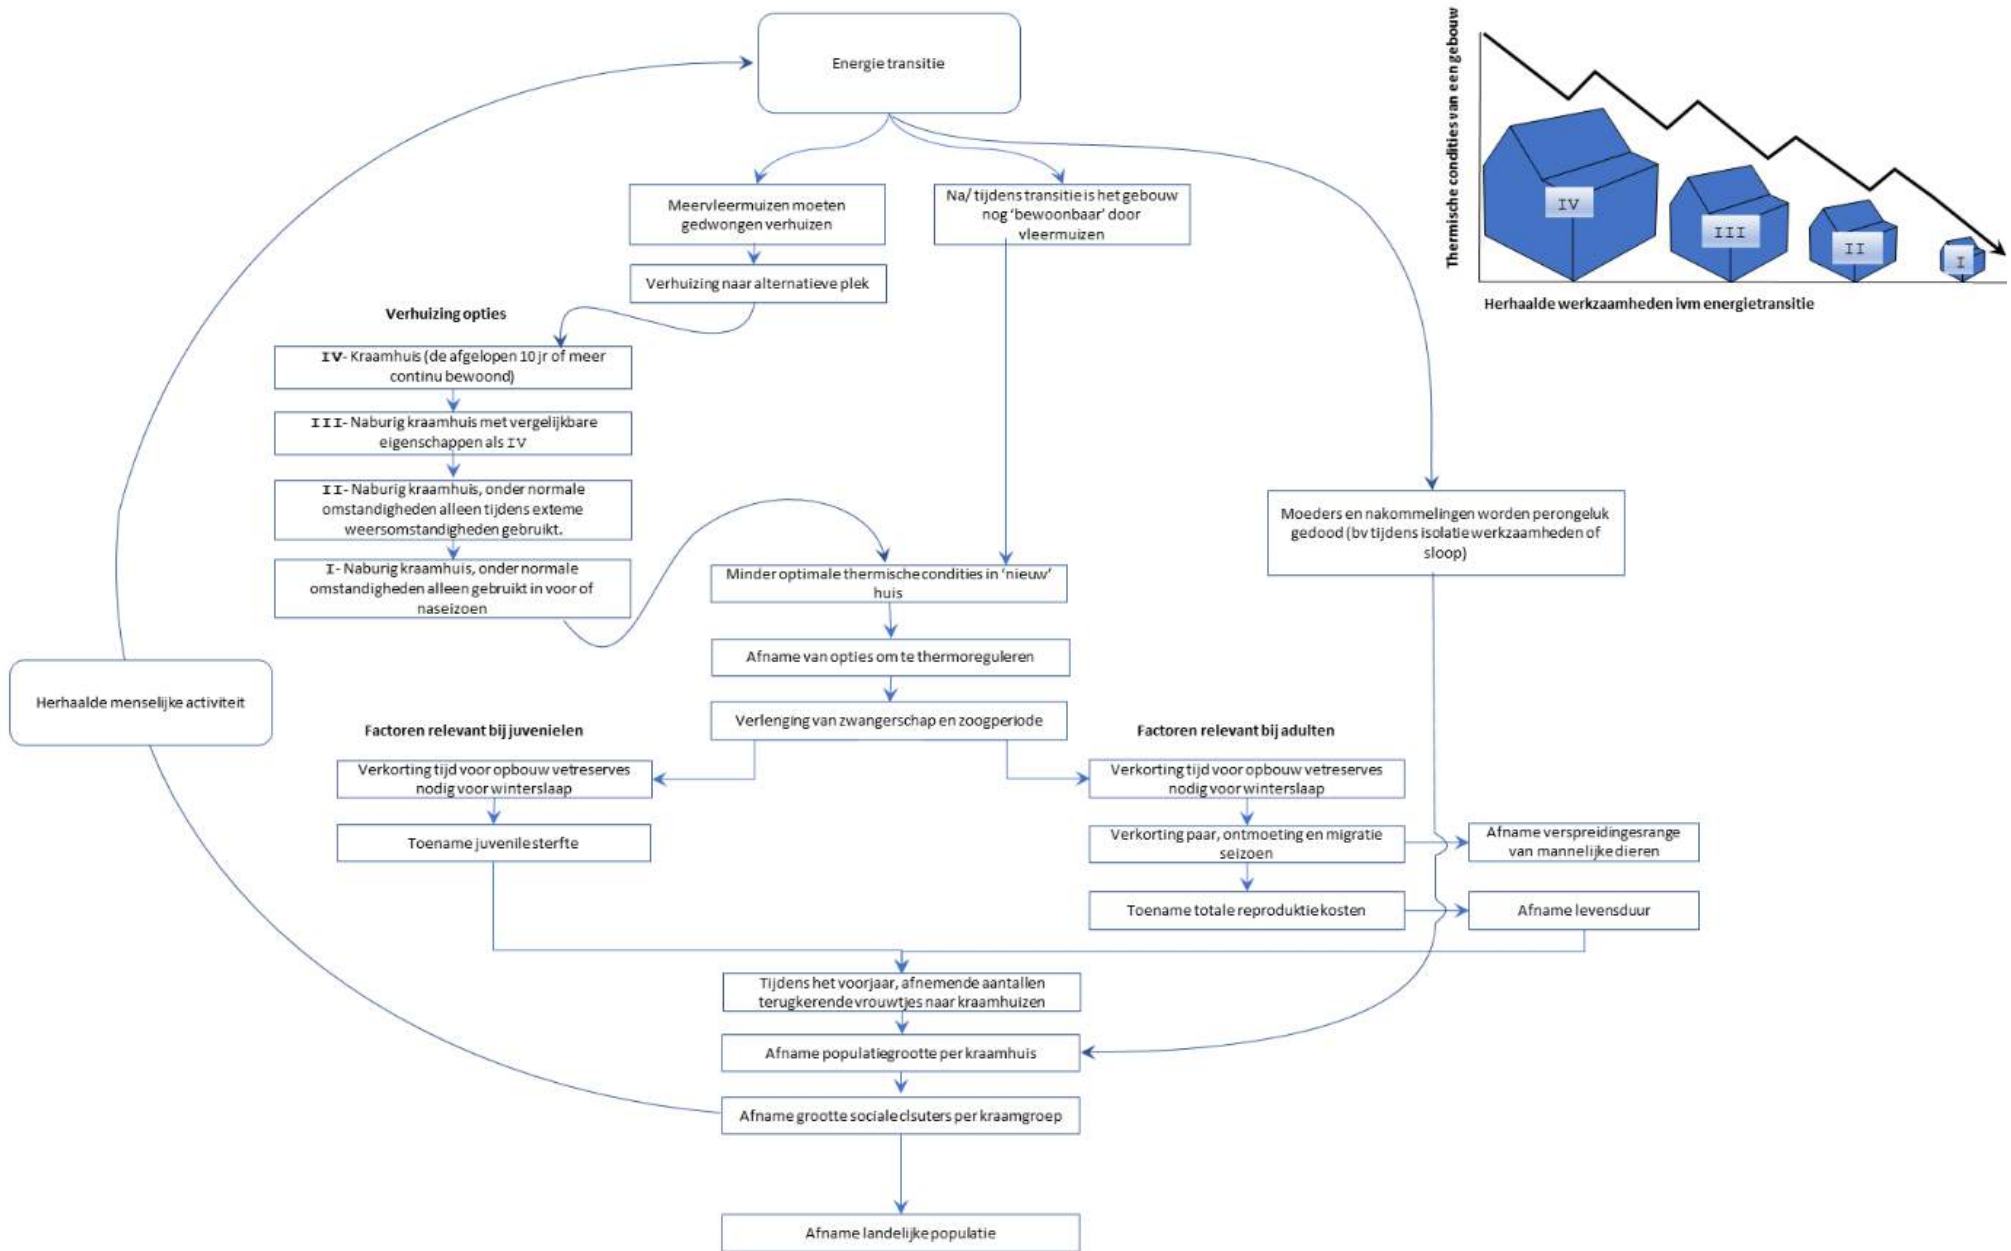 Energie transitie
Thermische condities van een gebouw
IV
III
II
I
Herhaalde werkzaamheden ivm energietransitie
Meervleermuizen moeten
gedwongen verhuizen
Na/ tijdens transitie is het gebouw
nog ‘bewoonbaar’ door
vleermuizen
Verhuizing naar alternatieve plek
Verhuizing opties
IV- Kraamhuis (de afgelopen 10 jr of meer
continu bewoond)
III- Naburig kraamhuis met vergelijkbare
eigenschappen als IV
II- Naburig kraamhuis, onder normale
omstandigheden alleen tijdens exteme
weersomstandigheden gebruikt.
I- Naburig kraamhuis, onder normale
omstandigheden alleen gebruikt in voor of
naseizoen
Moeders en nakommelingen worden perongeluk
gedood (bv tijdens isolatie werkzaamheden of
sloop)
Minder optimale thermische condities in ‘nieuw’
huis
Afname van opties om te thermoreguleren
Herhaalde menselijke activiteit
Verlenging van zwangerschap en zoogperiode
Factoren relevant bij juvenielen
Factoren relevant bij adulten
Verkorting tijd voor opbouw vetreserves
nodig voor winterslaap
Verkorting tijd voor opbouw vetreserves
nodig voor winterslaap
Toename juvenile sterfte
Verkorting paar, ontmoeting en migratie
seizoen
Afname verspreidingesrange
van mannelijke dieren
Toename totale reproduktie kosten
Afname levensduur
Tijdens het voorjaar, afnemende aantallen
terugkerende vrouwtjes naar kraamhuizen
Afname populatiegrootte per kraamhuis
Afname grootte sociale clsuters per kraamgroep
Afname landelijke populatie